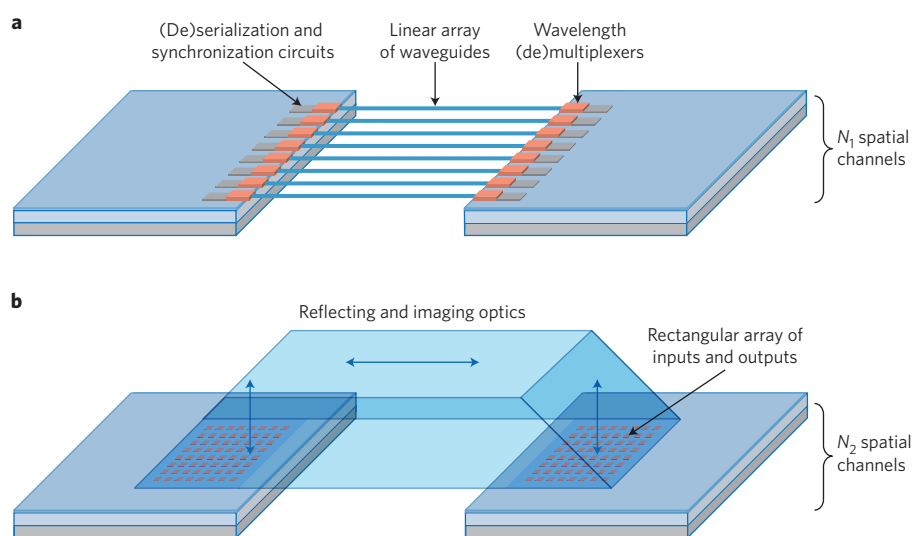 a
(De)serialization and
synchronization circuits
Linear array
of waveguides
Wavelength
(de)multiplexers
N₁ spatial
channels
b
Reflecting and imaging optics
Rectangular array of
inputs and outputs
N₂ spatial
channels